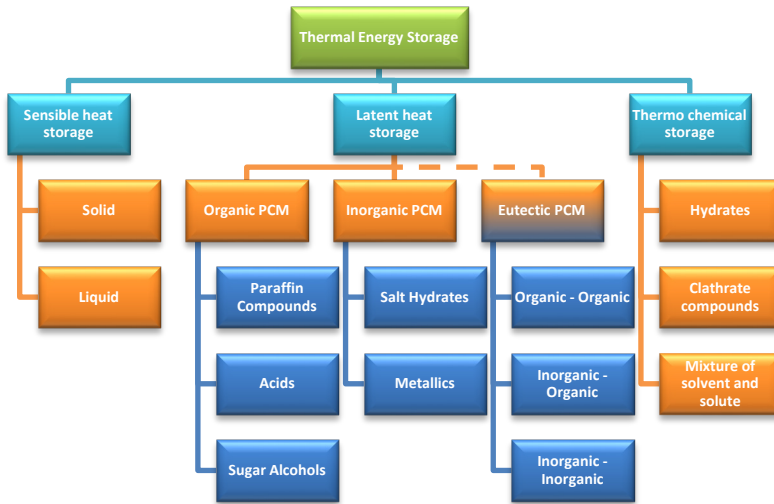 Thermal Energy Storage
Sensible heat
storage
Latent heat
storage
Thermo chemical
storage
Solid
Liquid
Organic PCM
Inorganic PCM
Eutectic PCM
Hydrates
Paraffin
Compounds
Salt Hydrates
Organic - Organic
Clathrate
compounds
Acids
Metallics
Inorganic -
Organic
Mixture of
solvent and
solute
Sugar Alcohols
Inorganic -
Inorganic